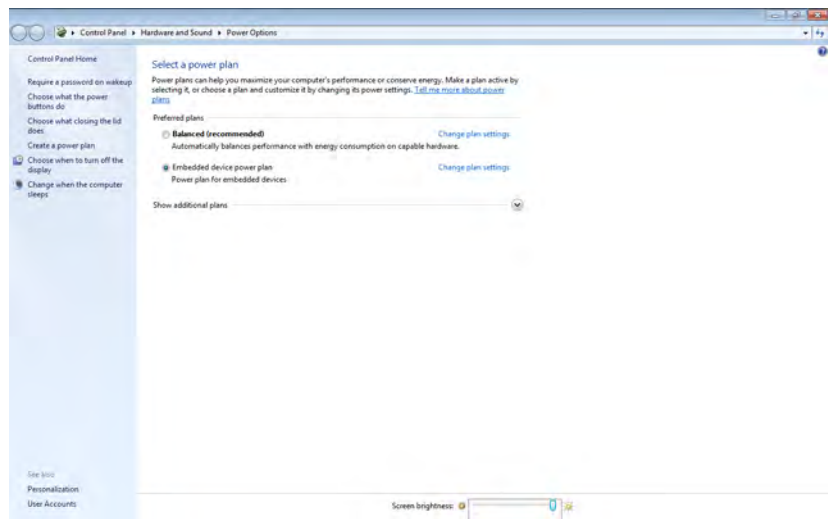 Control Panel ▸ Hardware and Sound ▸ Power Options
Control Panel Home
Require a password on wakeup
Choose what the power
buttons do
Choose what closing the lid
does
Create a power plan
Choose when to turn off the
display
Change when the computer
sleeps
Select a power plan
Power plans can help you maximize your computer's performance or conserve energy. Make a plan active by
selecting it, or choose a plan and customize it by changing its power settings. Tell me more about power
plans
Preferred plans
Balanced (recommended) Change plan settings
Automatically balances performance with energy consumption on capable hardware.
Embedded device power plan Change plan settings
Power plan for embedded devices
Show additional plans
See also
Personalization
User Accounts
Screen brightness: